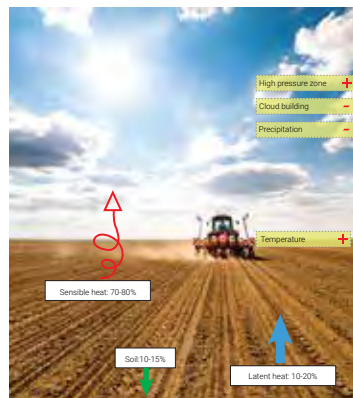 High pressure zone +
Cloud building -
Precipitation -
Temperature +
Sensible heat: 70-80%
Soil:10-15%
Latent heat: 10-20%